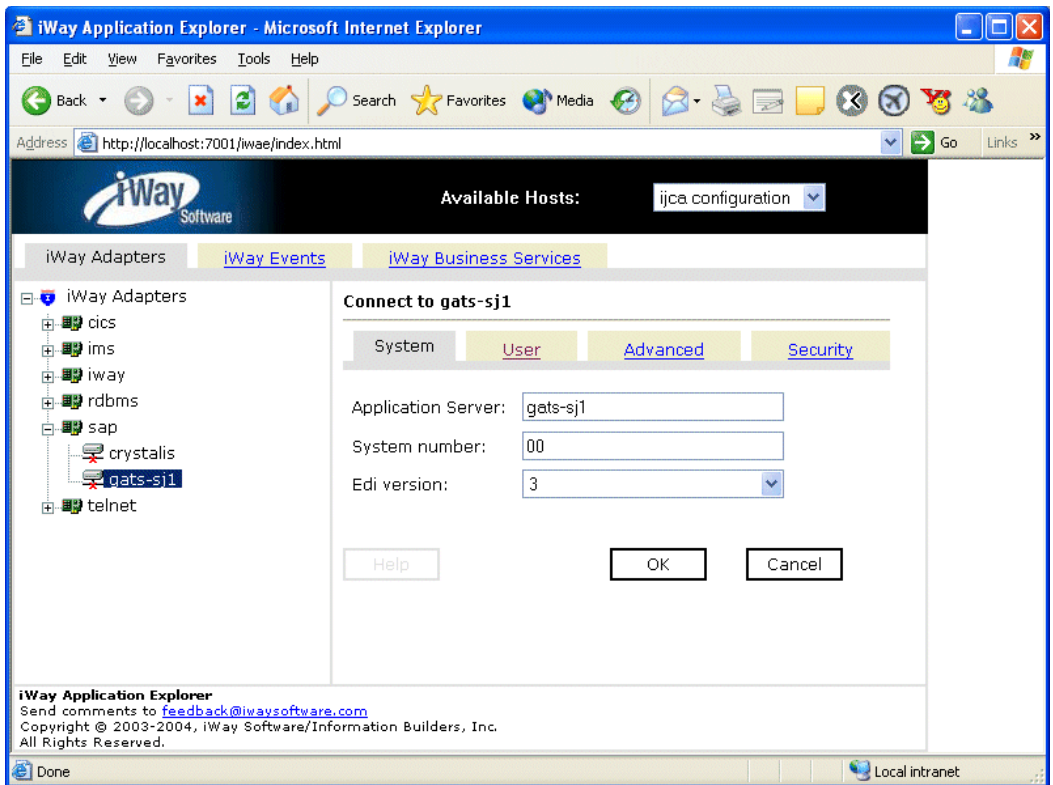 iWay Application Explorer - Microsoft Internet Explorer
File Edit View Favorites Tools Help
Back Search Favorites Media
Address http://localhost:7001/iwae/index.html Go Links »
iWay Software
Available Hosts: ijca configuration
iWay Adapters iWay Events iWay Business Services
iWay Adapters
cics
ims
iway
rdbms
sap
crystalis
gats-sj1
telnet
Connect to gats-sj1
System User Advanced Security
Application Server: gats-sj1
System number: 00
Edi version: 3
Help OK Cancel
iWay Application Explorer
Send comments to feedback@iwaysoftware.com
Copyright © 2003-2004, iWay Software/Information Builders, Inc.
All Rights Reserved.
Done Local intranet